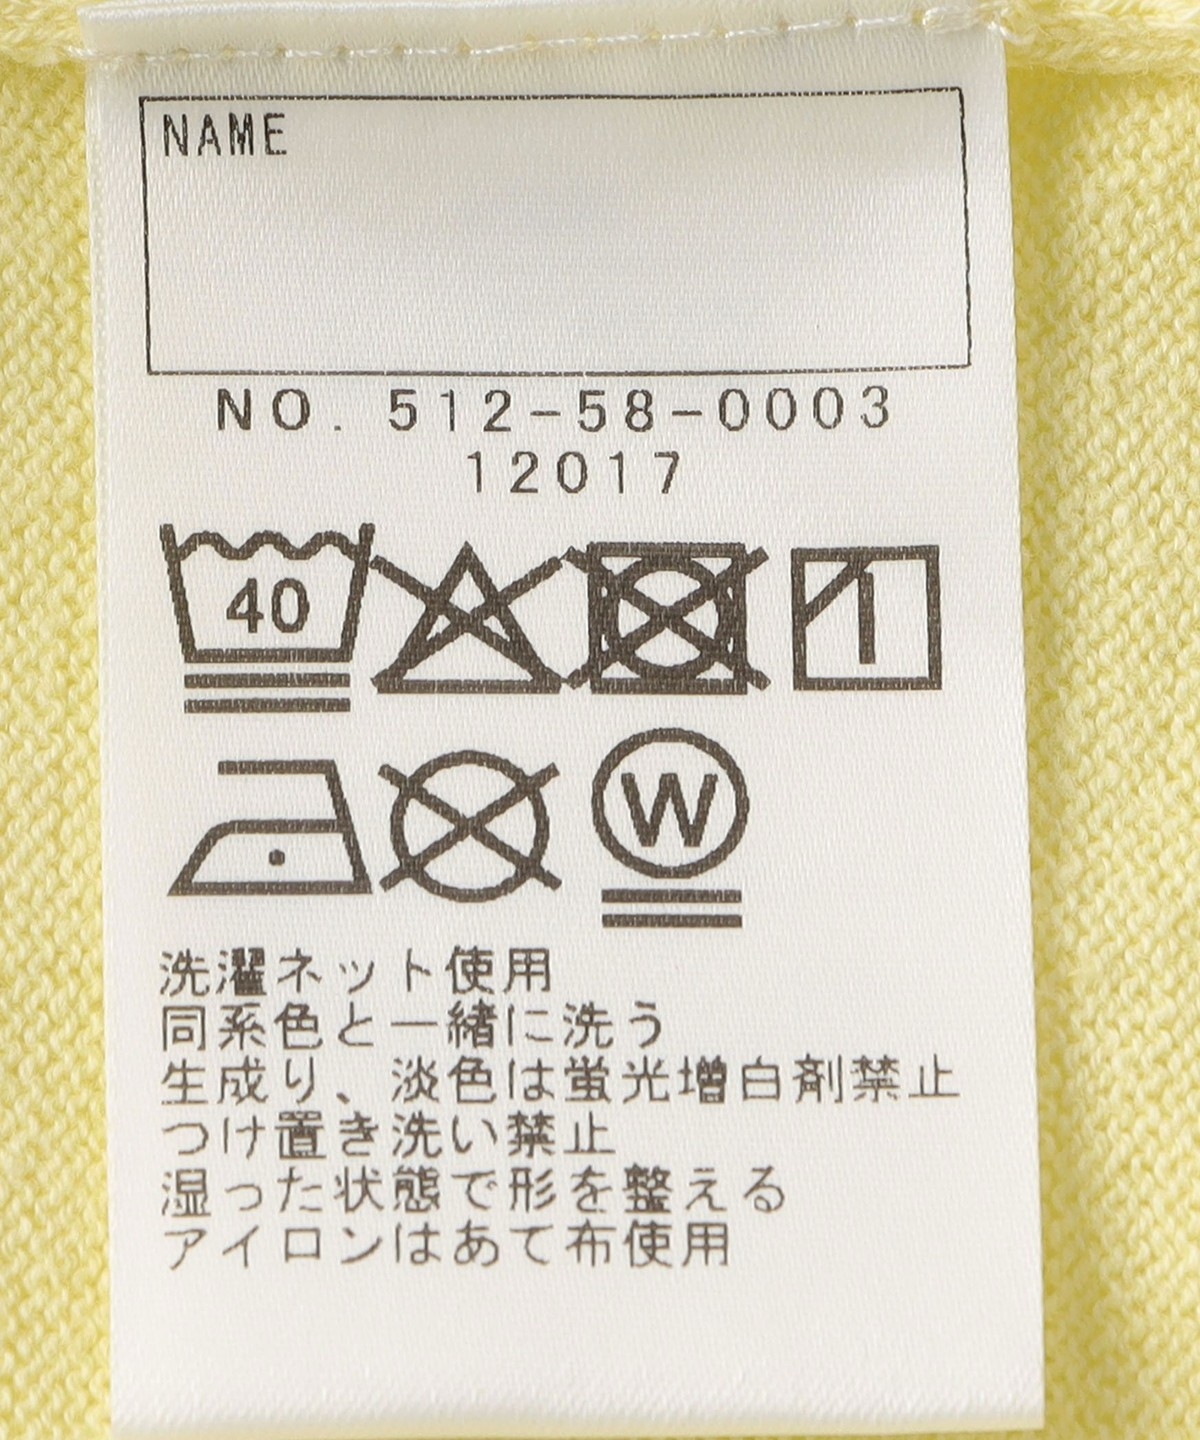 NAME
NO. 512-58-0003
12017
40
W
洗濯ネット使用
同系色と一緒に洗う
生成り、淡色は蛍光増白剤禁止
つけ置き洗い禁止
湿った状態で形を整える
アイロンはあて布使用